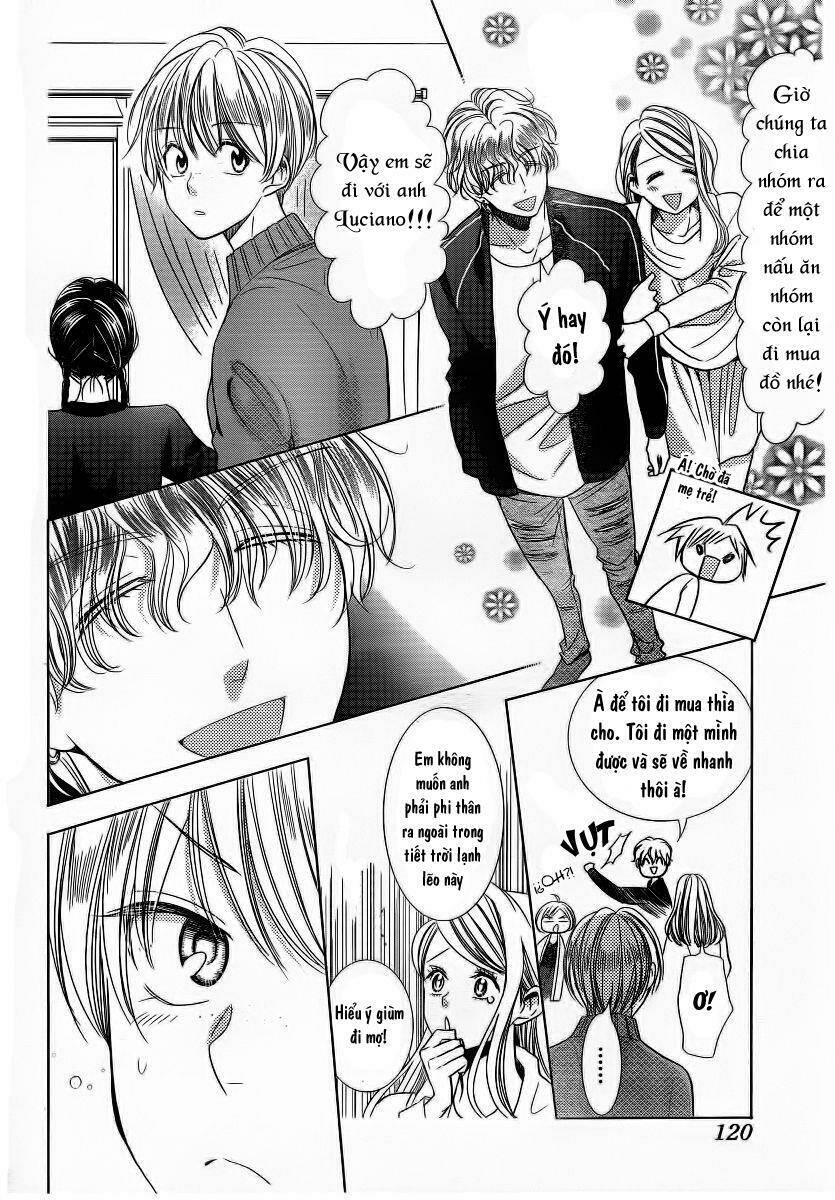 Giờ
chúng ta
chia
nhóm ra
để một
nhóm
nấu ăn
nhóm
còn lại
đi mua
đồ nhé!
Ý hay
đó!
Vậy em sẽ
đi với anh
Luciano!!!
Á! Chờ đã
mẹ trẻ!
À để tôi đi mua thìa
cho. Tôi đi một mình
được và sẽ về nhanh
thôi à!
VỤT
OH?!
Ơ!
......
Em không
muốn anh
phải phi thân
ra ngoài trong
tiết trời lạnh
lẽo này
Hiểu ý giùm
đi mợ!
120